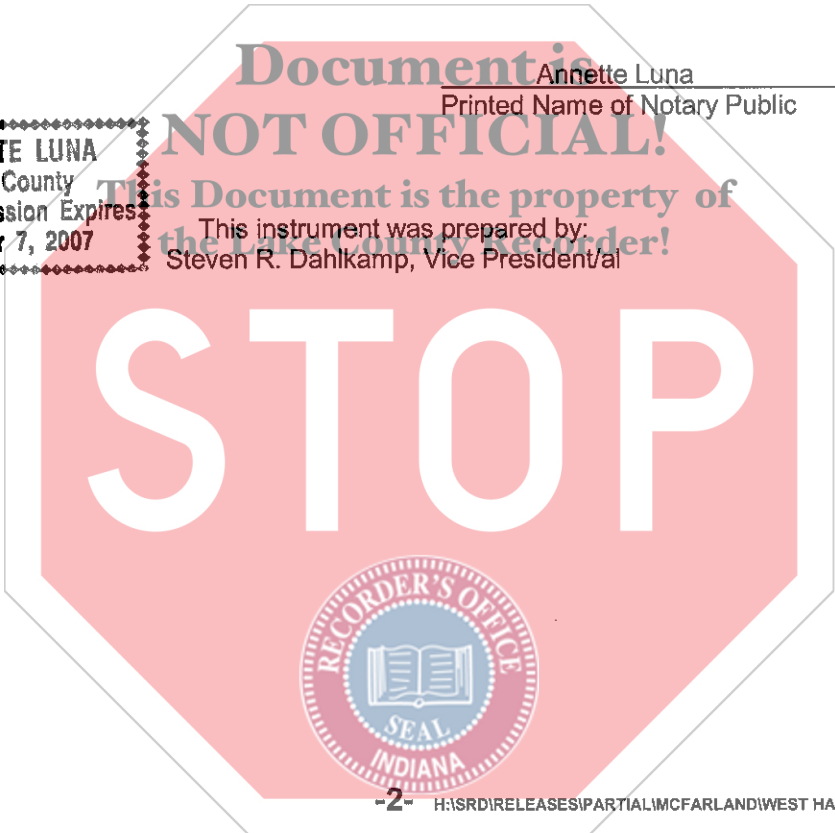 Document is
Annette Luna
Printed Name of Notary Public
NOT OFFICIAL!
TE LUNA
County
ssion Expires
r 7, 2007
This Document is the property of
the Lake County Recorder!
This instrument was prepared by:
Steven R. Dahlkamp, Vice President/al
STOP
RECORDER'S OFFICE
SEAL
INDIANA
-2- H:\SRD\RELEASES\PARTIAL\MCFARLAND\WEST HA